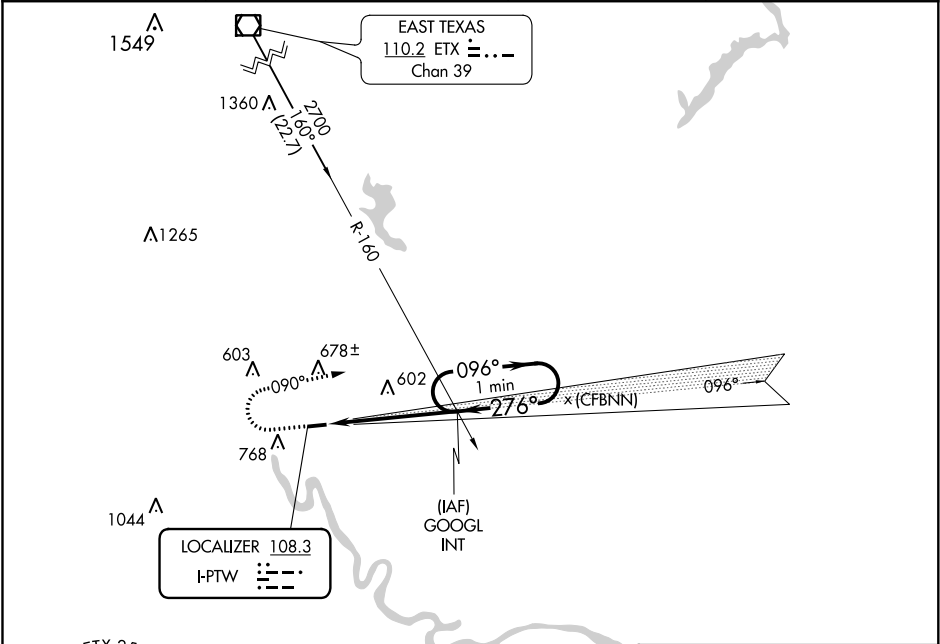 1549
EAST TEXAS
110.2 ETX
Chan 39
1360
2700
160°
(22.7)
1265
R-160
603
678±
090°
602
096°
1 min
276°
x (CFBNN)
096°
768
(IAF)
GOOGL
INT
1044
LOCALIZER 108.3
I-PTW